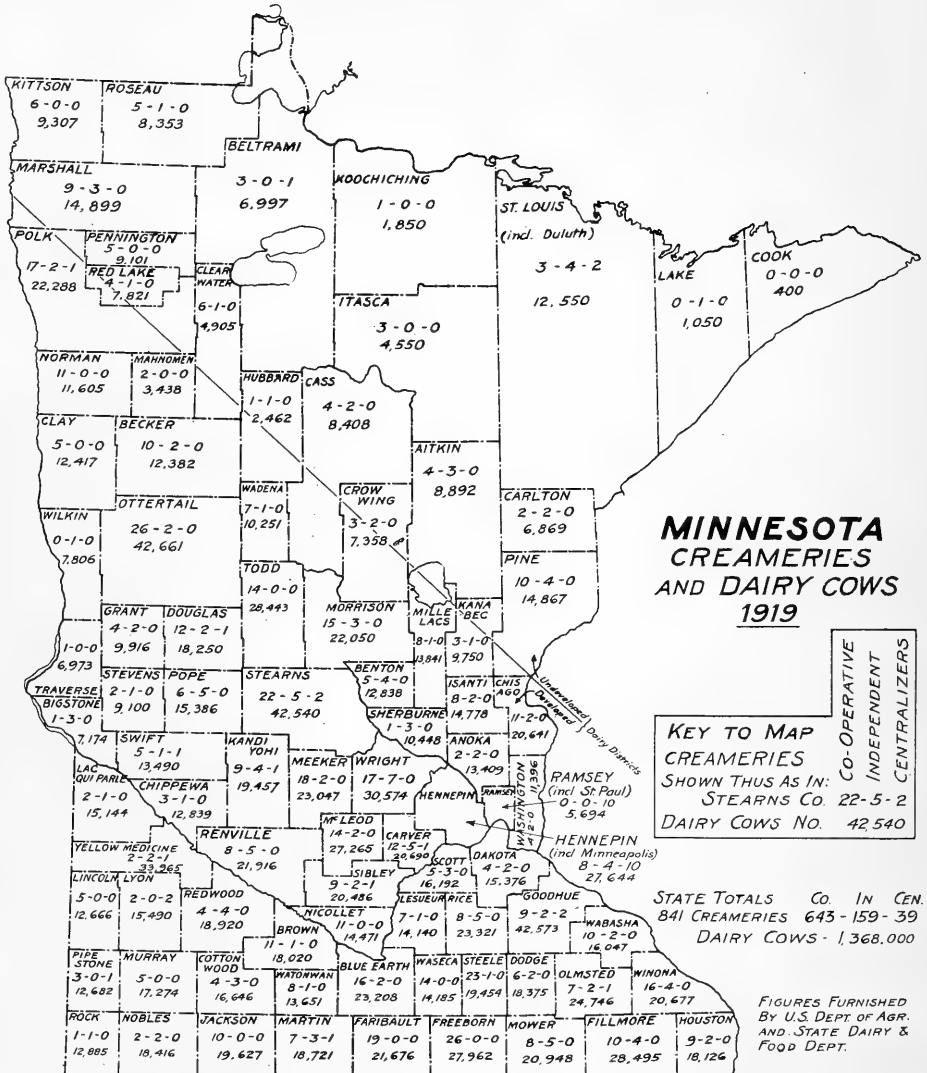 KITTSON
6-0-0
9,307
ROSEAU
5-1-0
8,353
BELTRAMI
3-0-1
6,997
KOOCHICHING
1-0-0
1,850
ST. LOUIS
(incl. Duluth)
3-4-2
12,550
LAKE
0-1-0
1,050
COOK
0-0-0
400
MARSHALL
9-3-0
14,899
POLK
17-2-1
22,288
PENNINGTON
5-0-0
9,101
RED LAKE
4-1-0
7,821
CLEAR
WATER
6-1-0
4,905
ITASCA
3-0-0
4,550
NORMAN
11-0-0
11,605
MAHNOMEN
2-0-0
3,438
HUBBARD
1-1-0
2,462
CASS
4-2-0
8,408
CLAY
5-0-0
12,417
BECKER
10-2-0
12,382
AITKIN
4-3-0
8,892
WILKIN
0-1-0
7,806
OTTERTAIL
26-2-0
42,661
WADENA
7-1-0
10,251
CROW
WING
3-2-0
7,358
CARLTON
2-2-0
6,869
PINE
10-4-0
14,867
MINNESOTA
CREAMERIES
AND DAIRY COWS
1919
TODD
14-0-0
28,443
MORRISON
15-3-0
22,050
MILLE
LACS
8-1-0
13,841
KANA
BEC
3-1-0
9,750
GRANT
4-2-0
9,916
DOUGLAS
12-2-1
18,250
1-0-0
6,973
TRAVERSE
STEVENS
2-1-0
9,100
POPE
6-5-0
15,386
STEARNS
22-5-2
42,540
BENTON
5-4-0
12,838
ISANTI
8-2-0
14,778
CHIS
AGO
11-2-0
20,641
Undeveloped
Developed
Dairy Districts
BIGSTONE
1-3-0
7,174
SWIFT
5-1-1
13,490
KANDI
YOHI
9-4-1
19,457
SHERBURNE
1-3-0
10,448
ANOKA
2-2-0
13,409
MEEKER
18-2-0
23,047
WRIGHT
17-7-0
30,574
HENNEPIN
RAMSEY
WASHINGTON
4-2-0
11,396
RAMSEY
(incl St Paul)
0-0-10
5,694
HENNEPIN
(incl Minneapolis)
8-4-10
27,644
LAC
QUI PARLE
2-1-0
15,144
CHIPPEWA
3-1-0
12,839
RENVILLE
8-5-0
21,916
McLEOD
14-2-0
27,265
CARVER
12-5-1
20,690
YELLOW MEDICINE
2-2-1
33,965
SIBLEY
9-2-1
20,486
SCOTT
5-3-0
16,192
DAKOTA
4-2-0
15,376
LINCOLN
5-0-0
12,666
LYON
2-0-2
15,490
REDWOOD
4-4-0
18,920
NICOLLET
11-0-0
14,471
LESUEUR
7-1-0
14,140
RICE
8-5-0
23,321
GOODHUE
9-2-2
42,573
WABASHA
10-2-0
16,047
BROWN
11-1-0
18,020
PIPE
STONE
3-0-1
12,682
MURRAY
5-0-0
17,274
COTTON
WOOD
4-3-0
16,646
WATONWAN
8-1-0
13,651
BLUE EARTH
16-2-0
23,208
WASECA
14-0-0
14,185
STEELE
23-1-0
19,454
DODGE
6-2-0
18,375
OLMSTED
7-2-1
24,746
WINONA
16-4-0
20,677
ROCK
1-1-0
12,885
NOBLES
2-2-0
18,416
JACKSON
10-0-0
19,627
MARTIN
7-3-1
18,721
FARIBAULT
19-0-0
21,676
FREEBORN
26-0-0
27,962
MOWER
8-5-0
20,948
FILLMORE
10-4-0
28,495
HOUSTON
9-2-0
18,126
CO-OPERATIVE
INDEPENDENT
CENTRALIZERS
KEY TO MAP
CREAMERIES
SHOWN THUS AS IN:
STEARNS CO. 22-5-2
DAIRY COWS NO. 42,540
STATE TOTALS CO. IN CEN.
841 CREAMERIES 643-159-39
DAIRY COWS - 1,368.000
FIGURES FURNISHED
BY U.S. DEPT. OF AGR.
AND STATE DAIRY &
FOOD DEPT.